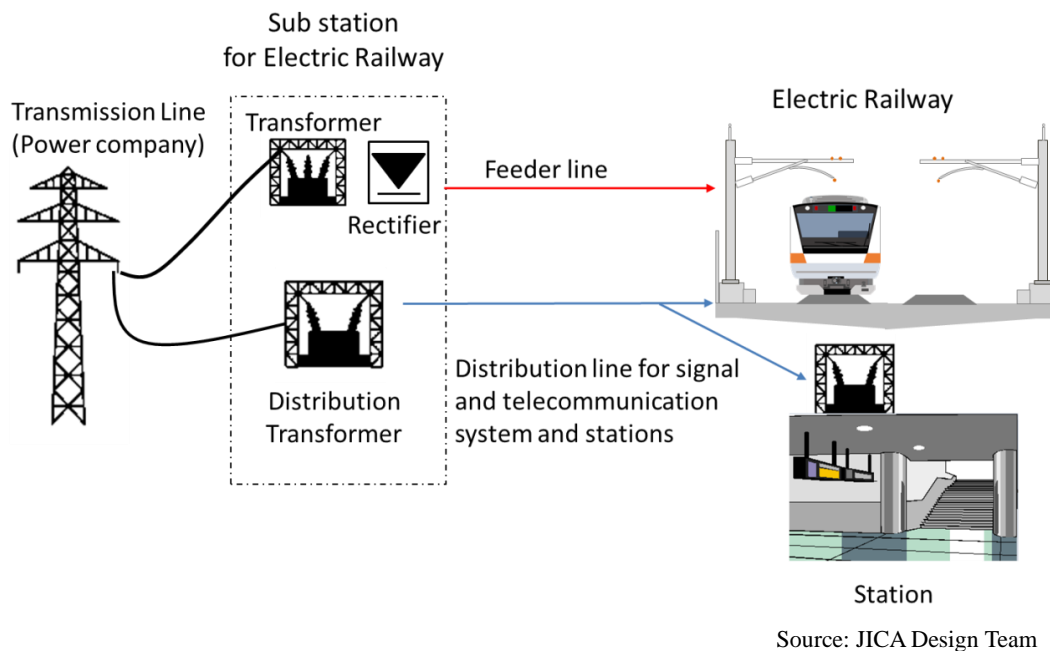 Sub station
for Electric Railway
Transmission Line
(Power company)
Transformer
Rectifier
Feeder line
Electric Railway
Distribution
Transformer
Distribution line for signal
and telecommunication
system and stations
Station
Source: JICA Design Team